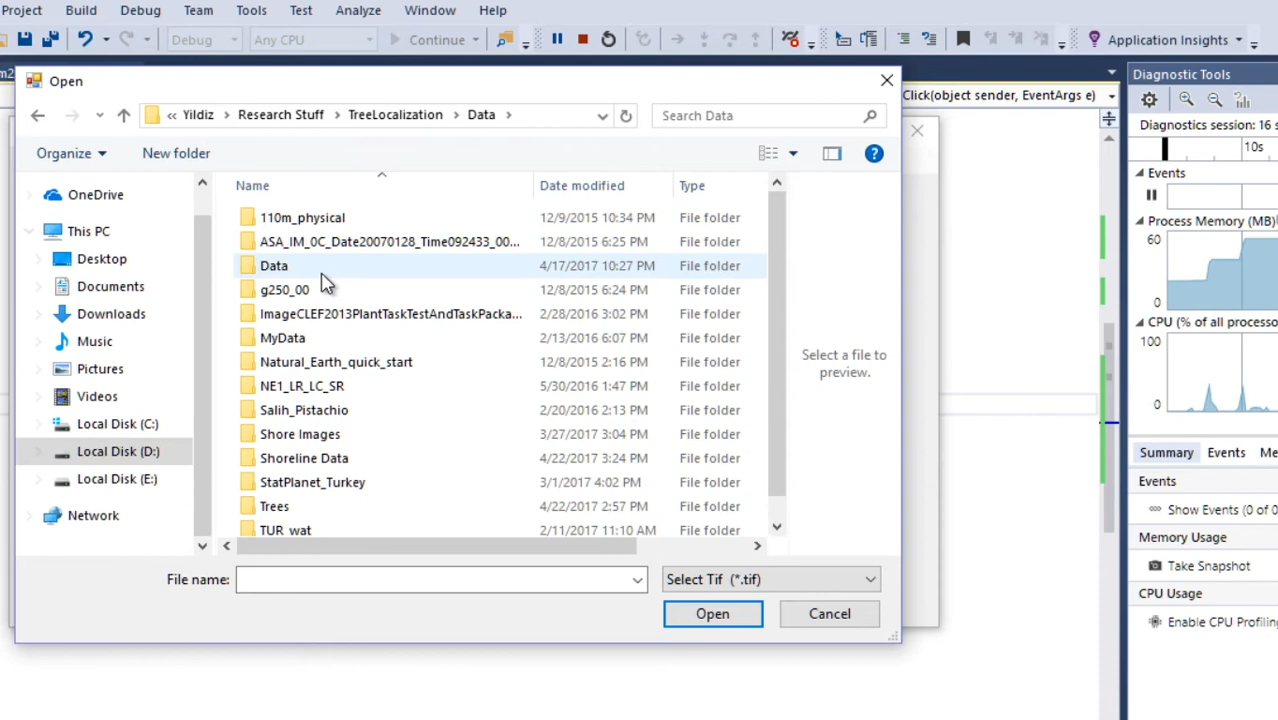 Project Build Debug Team Tools Test Analyze Window Help
Debug Any CPU Continue Application Insights
m2
Open
Click(object sender, EventArgs e)
Diagnostic Tools
« Yildiz > Research Stuff > TreeLocalization > Data >
Search Data
Organize
New folder
Diagnostics session: 16 s
10s
OneDrive
This PC
Desktop
Documents
Downloads
Music
Pictures
Videos
Local Disk (C:)
Local Disk (D:)
Local Disk (E:)
Network
Name Date modified Type
110m_physical 12/9/2015 10:34 PM File folder
ASA_IM_0C_Date20070128_Time092433_00... 12/8/2015 6:25 PM File folder
Data 4/17/2017 10:27 PM File folder
g250_00 12/8/2015 6:24 PM File folder
ImageCLEF2013PlantTaskTestAndTaskPacka... 2/28/2016 3:02 PM File folder
MyData 2/13/2016 6:07 PM File folder
Natural_Earth_quick_start 12/8/2015 2:16 PM File folder
NE1_LR_LC_SR 5/30/2016 1:47 PM File folder
Salih_Pistachio 2/20/2016 2:13 PM File folder
Shore Images 3/27/2017 3:04 PM File folder
Shoreline Data 4/22/2017 3:24 PM File folder
StatPlanet_Turkey 3/1/2017 4:02 PM File folder
Trees 4/22/2017 2:57 PM File folder
TUR_wat 2/11/2017 11:10 AM File folder
Select a file to
preview.
File name:
Select Tif (*.tif)
Open
Cancel
Events
Process Memory (MB)
60
0
CPU (% of all processo
100
0
Summary Events Me
Events
Show Events (0 of 0
Memory Usage
Take Snapshot
CPU Usage
Enable CPU Profiling